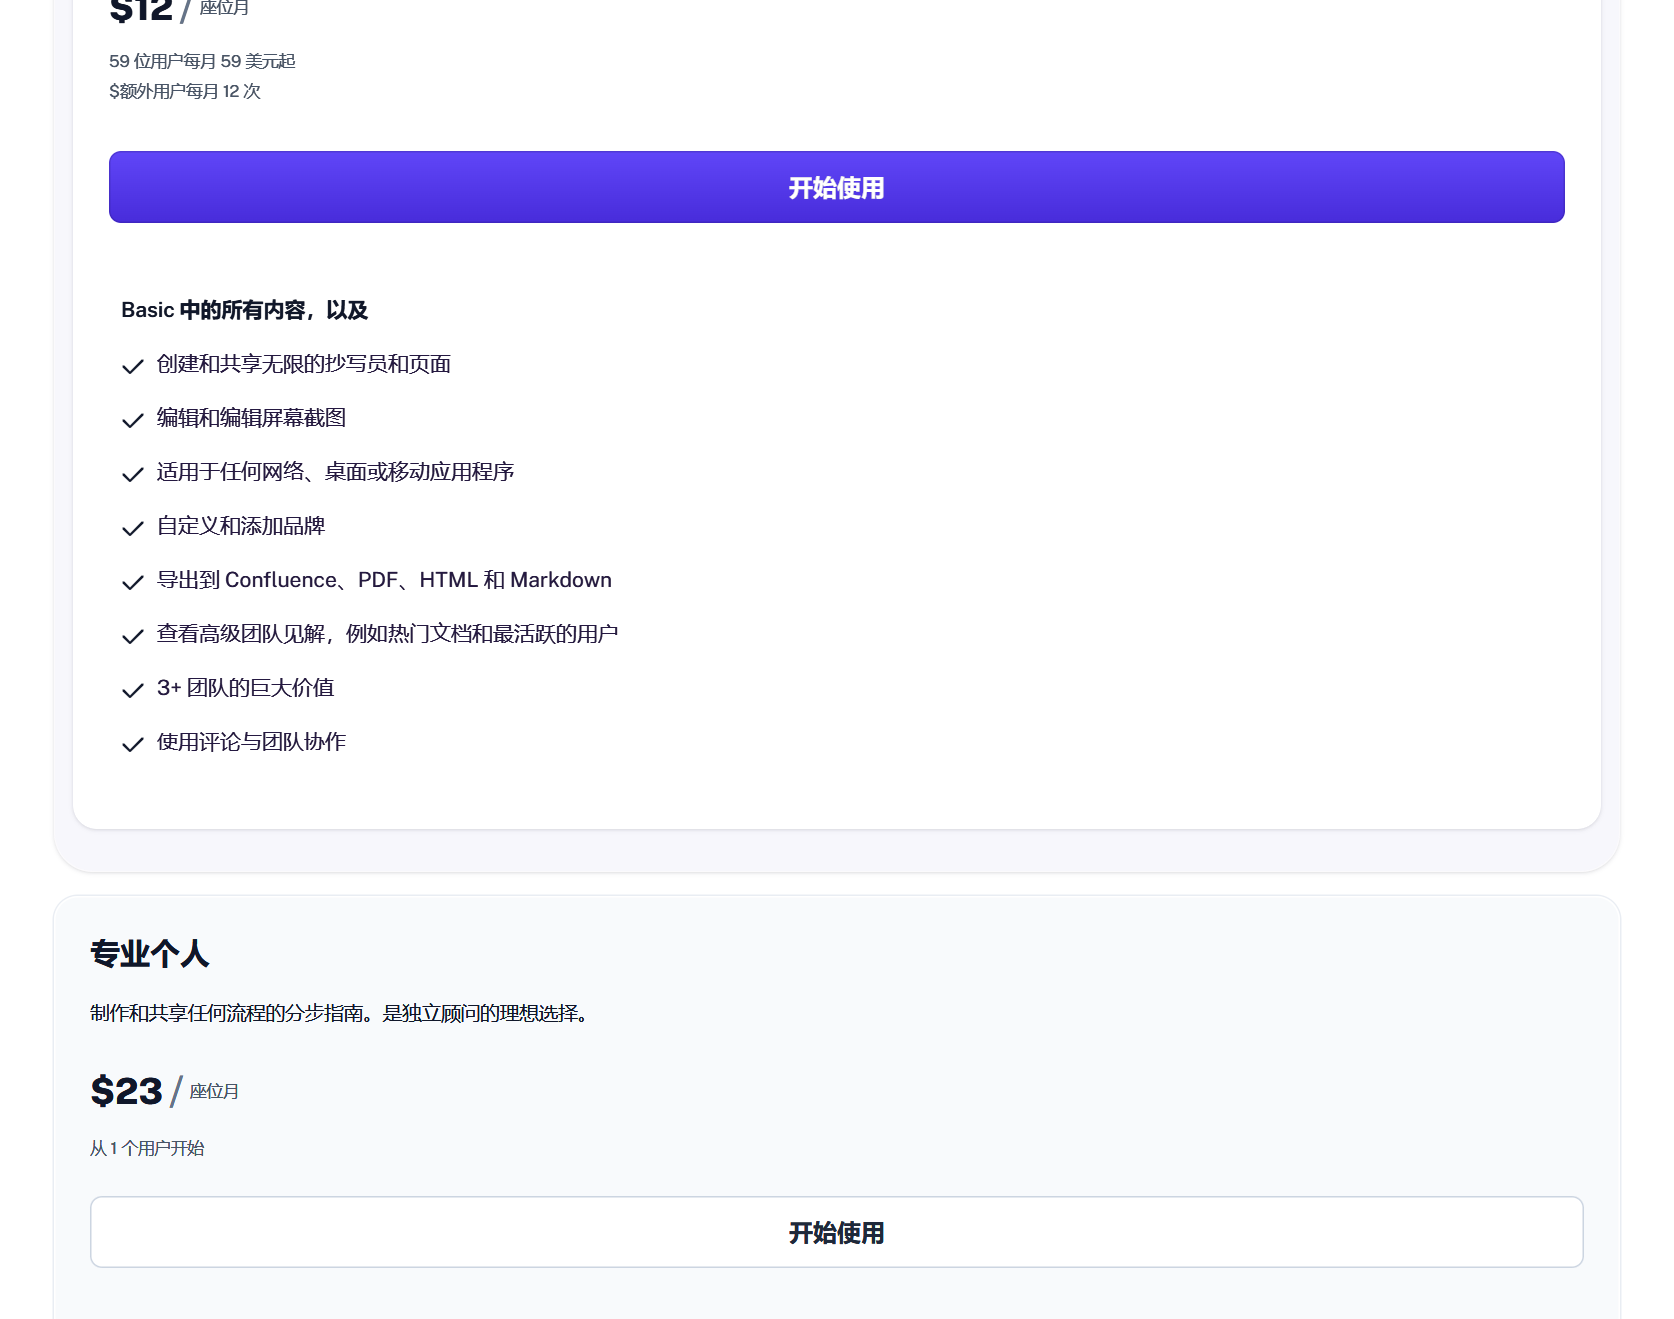 $12 / 座位月
59 位用户每月 59 美元起
$额外用户每月 12 次
开始使用
Basic 中的所有内容，以及
创建和共享无限的抄写员和页面
编辑和编辑屏幕截图
适用于任何网络、桌面或移动应用程序
自定义和添加品牌
导出到 Confluence、PDF、HTML 和 Markdown
查看高级团队见解，例如热门文档和最活跃的用户
3+ 团队的巨大价值
使用评论与团队协作
专业个人
制作和共享任何流程的分步指南。是独立顾问的理想选择。
$23 / 座位月
从 1 个用户开始
开始使用